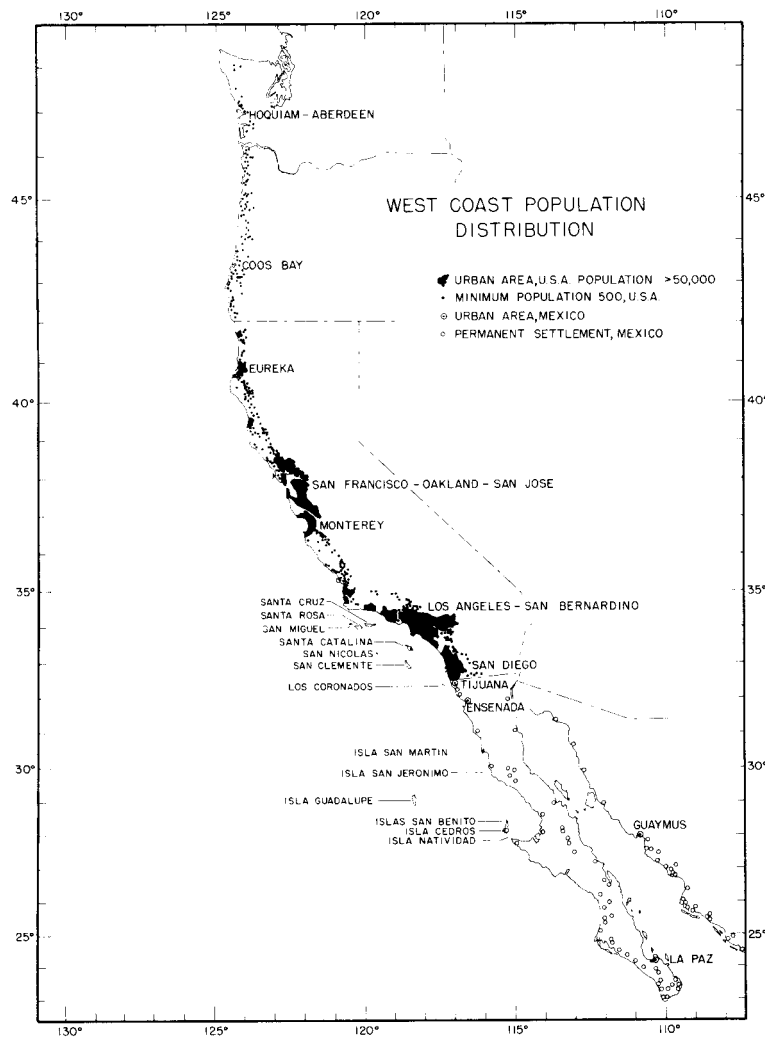 130° 125° 120° 115° 110°
HOQUIAM-ABERDEEN
45° 45°
WEST COAST POPULATION
DISTRIBUTION
COOS BAY
URBAN AREA, U.S.A. POPULATION >50,000
MINIMUM POPULATION 500, U.S.A.
URBAN AREA, MEXICO
PERMANENT SETTLEMENT, MEXICO
EUREKA
40° 40°
SAN FRANCISCO - OAKLAND - SAN JOSE
MONTEREY
35° 35°
SANTA CRUZ
LOS ANGELES - SAN BERNARDINO
SANTA ROSA
SAN MIGUEL
SANTA CATALINA
SAN NICOLAS
SAN CLEMENTE
SAN DIEGO
LOS CORONADOS
TIJUANA
ENSENADA
ISLA SAN MARTIN
30° 30°
ISLA SAN JERONIMO
ISLA GUADALUPE
ISLAS SAN BENITO
ISLA CEDROS
ISLA NATIVIDAD
GUAYMUS
25° 25°
LA PAZ
130° 125° 120° 115° 110°